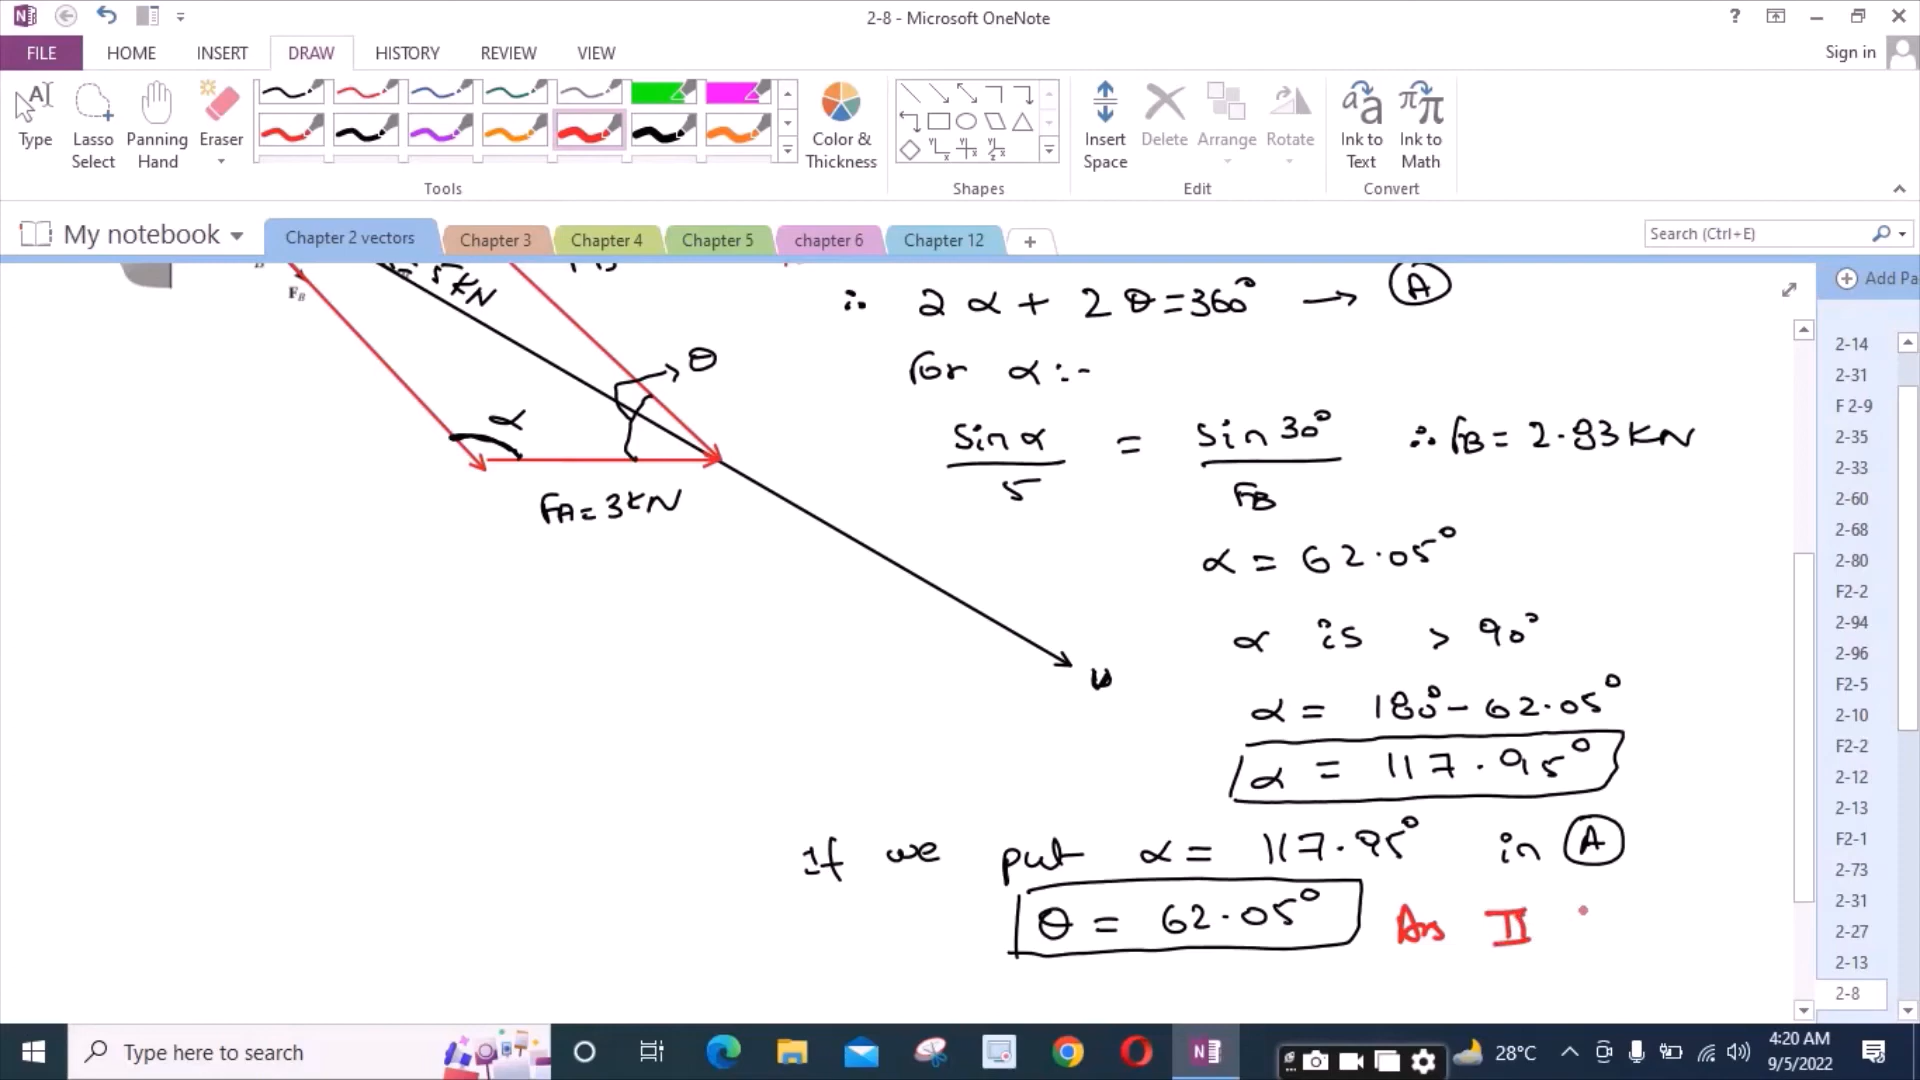 2-8 - Microsoft OneNote
?
FILE HOME INSERT DRAW HISTORY REVIEW VIEW
Sign in
Type
Lasso Select
Panning Hand
Eraser
Color & Thickness
Insert Space
Delete
Arrange
Rotate
Ink to Text
Ink to Math
Tools
Shapes
Edit
Convert
My notebook
Chapter 2 vectors
Chapter 3
Chapter 4
Chapter 5
chapter 6
Chapter 12
Search (Ctrl+E)
Add Pa
F_B
= 5 KN
θ
α
FA = 3 KN
u
∴ 2 α + 2 θ = 360° → (A)
For α :-
sin α / 5 = sin 30° / FB ∴ FB = 2.83 KN
α = 62.05°
α is > 90°
α = 180° - 62.05°
α = 117.95°
If we put α = 117.95° in (A)
θ = 62.05° Ans II
2-14
2-31
F 2-9
2-35
2-33
2-60
2-68
2-80
F2-2
2-94
2-96
F2-5
2-10
F2-2
2-12
2-13
F2-1
2-73
2-31
2-27
2-13
2-8
Type here to search
28°C
4:20 AM
9/5/2022